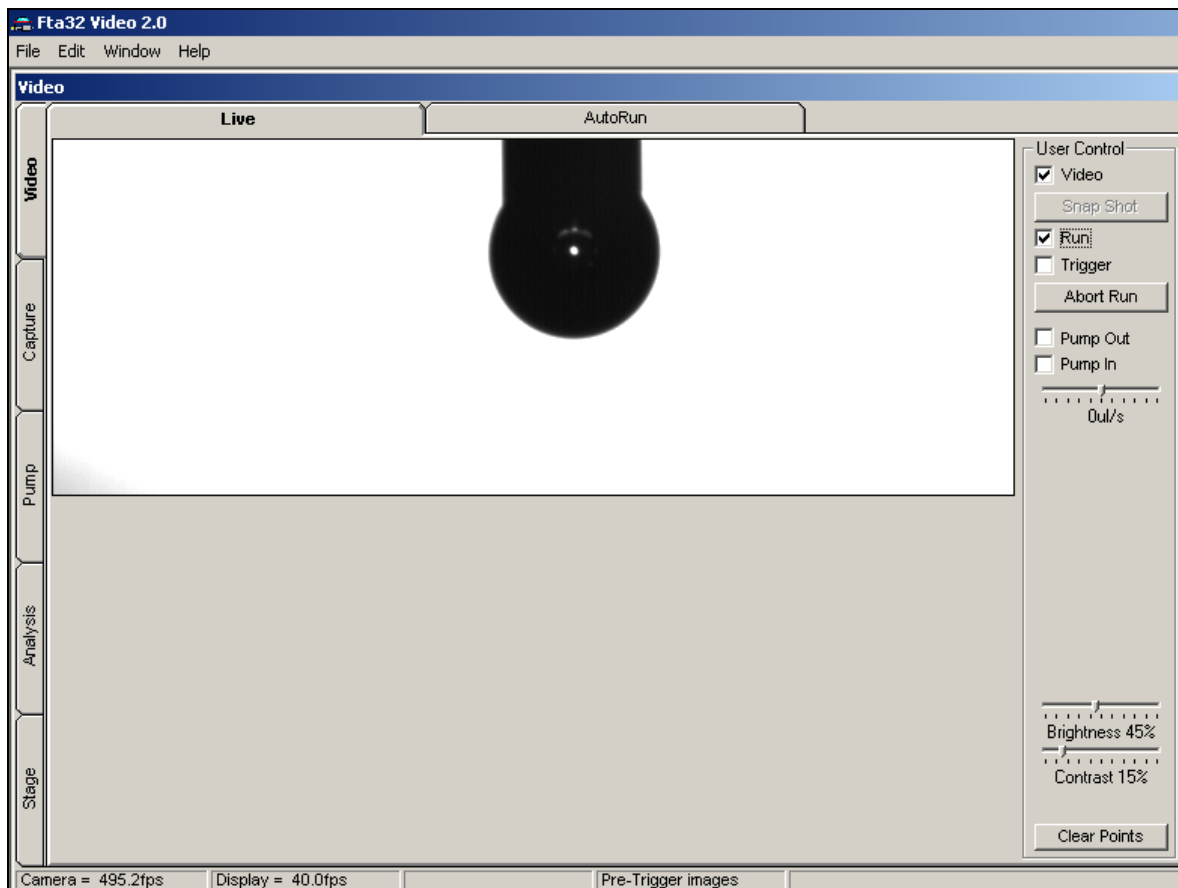 Fta32 Video 2.0
File Edit Window Help
Video
Live AutoRun
Video
Capture
Pump
Analysis
Stage
User Control
Video
Snap Shot
Run
Trigger
Abort Run
Pump Out
Pump In
0ul/s
Brightness 45%
Contrast 15%
Clear Points
Camera = 495.2fps Display = 40.0fps Pre-Trigger images